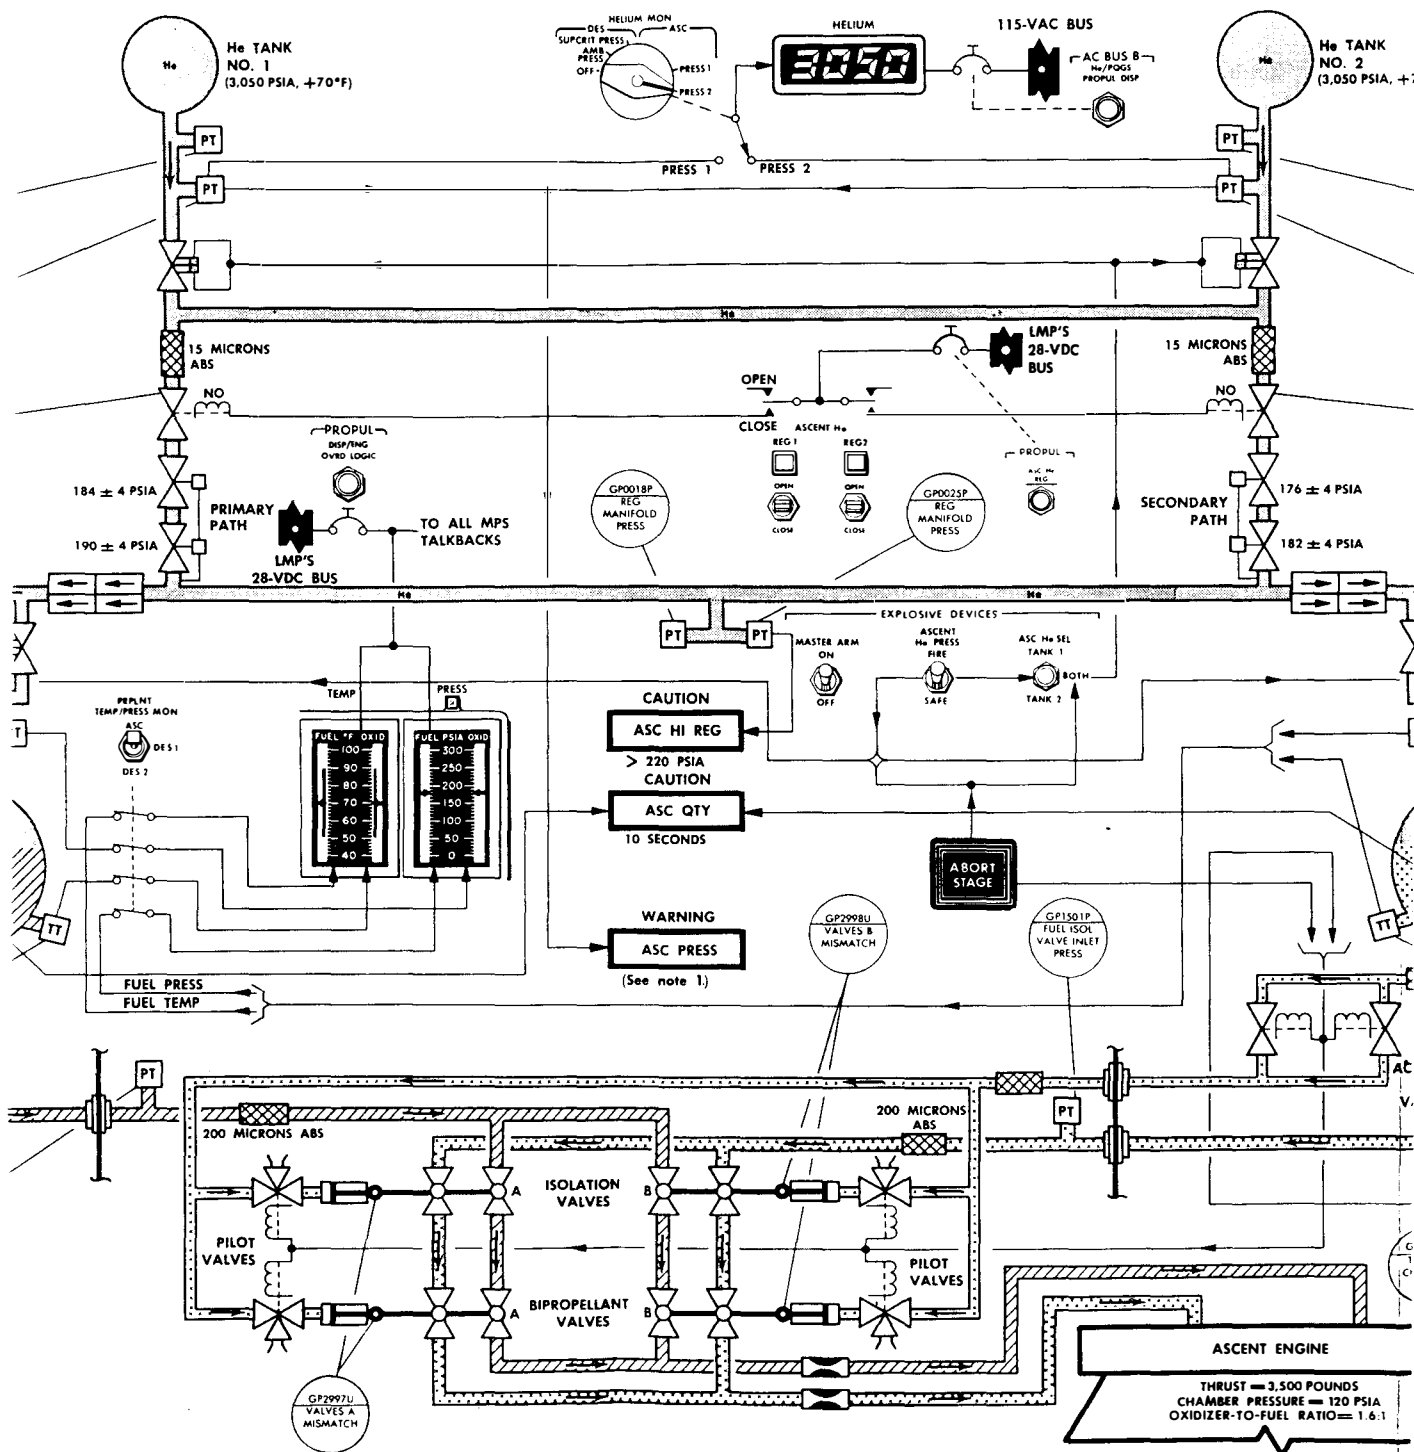 He TANK
NO. 1
(3,050 PSIA, +70°F)
He
HELIUM MON
DES
ASC
SUPCRIT PRESS
AMB
PRESS
OFF
PRESS 1
PRESS 2
HELIUM
3050
115-VAC BUS
AC BUS B
He/PQGS
PROPUL DISP
He TANK
NO. 2
(3,050 PSIA, +7
He
PT
PT
PT
PT
PRESS 1
PRESS 2
He
15 MICRONS
ABS
LMP'S
28-VDC
BUS
15 MICRONS
ABS
NO
NO
OPEN
CLOSE
ASCENT He
REG 1
REG 2
OPEN
CLOSE
OPEN
CLOSE
PROPUL
DISP/ENG
OVRD LOGIC
PROPUL
ASC He
REG
184 ± 4 PSIA
190 ± 4 PSIA
PRIMARY
PATH
LMP'S
28-VDC BUS
TO ALL MPS
TALKBACKS
GP0018P
REG
MANIFOLD
PRESS
GP0025P
REG
MANIFOLD
PRESS
SECONDARY
PATH
176 ± 4 PSIA
182 ± 4 PSIA
He
He
PT
PT
EXPLOSIVE DEVICES
MASTER ARM
ON
OFF
ASCENT
He PRESS
FIRE
SAFE
ASC He SEL
TANK 1
BOTH
TANK 2
TEMP
PRESS
PRPLNT
TEMP/PRESS MON
ASC
DES 1
DES 2
T
FUEL °F OXID
100
90
80
70
60
50
40
FUEL PSIA OXID
300
250
200
150
100
50
0
CAUTION
ASC HI REG
> 220 PSIA
CAUTION
ASC QTY
10 SECONDS
ABORT
STAGE
WARNING
ASC PRESS
(See note 1.)
TT
TT
FUEL PRESS
FUEL TEMP
GP2998U
VALVES B
MISMATCH
GP1501P
FUEL ISOL
VALVE INLET
PRESS
PT
200 MICRONS ABS
200 MICRONS
ABS
PT
AC
V
ISOLATION
VALVES
A
B
PILOT
VALVES
PILOT
VALVES
BIPROPELLANT
VALVES
A
B
GP2997U
VALVES A
MISMATCH
G
ASCENT ENGINE
THRUST = 3,500 POUNDS
CHAMBER PRESSURE = 120 PSIA
OXIDIZER-TO-FUEL RATIO = 1.6:1